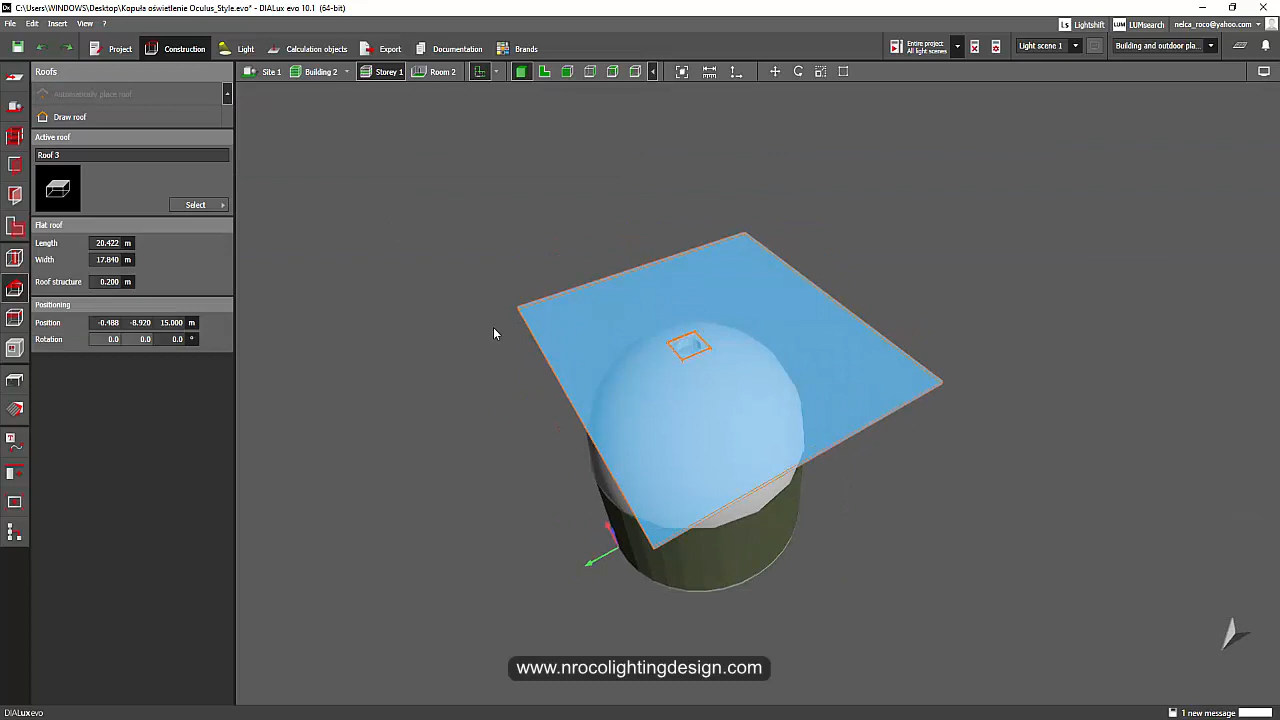 C:\Users\WINDOWS\Desktop\Kopuła oświetlenie Oculus_Style.evo* - DIALux evo 10.1 (64-bit)
File Edit View ?
Project Construction Light Calculation objects Export Documentation Brands
Lightshift LUMsearch nelca_roco@yahoo.com
Entire project
All light scenes
Light scene 1
Building and outdoor pla...
Roofs
Site 1 Building 2 Storey 1 Room 2
Automatically place roof
Draw roof
Active roof
Roof 3
Select
Flat roof
Length 20.422 m
Width 17.840 m
Roof structure 0.200 m
Positioning
Position -0.488 -8.920 15.000 m
Rotation 0.0 0.0 0.0 °
www.nrocolightingdesign.com
DIALux evo
1 new message